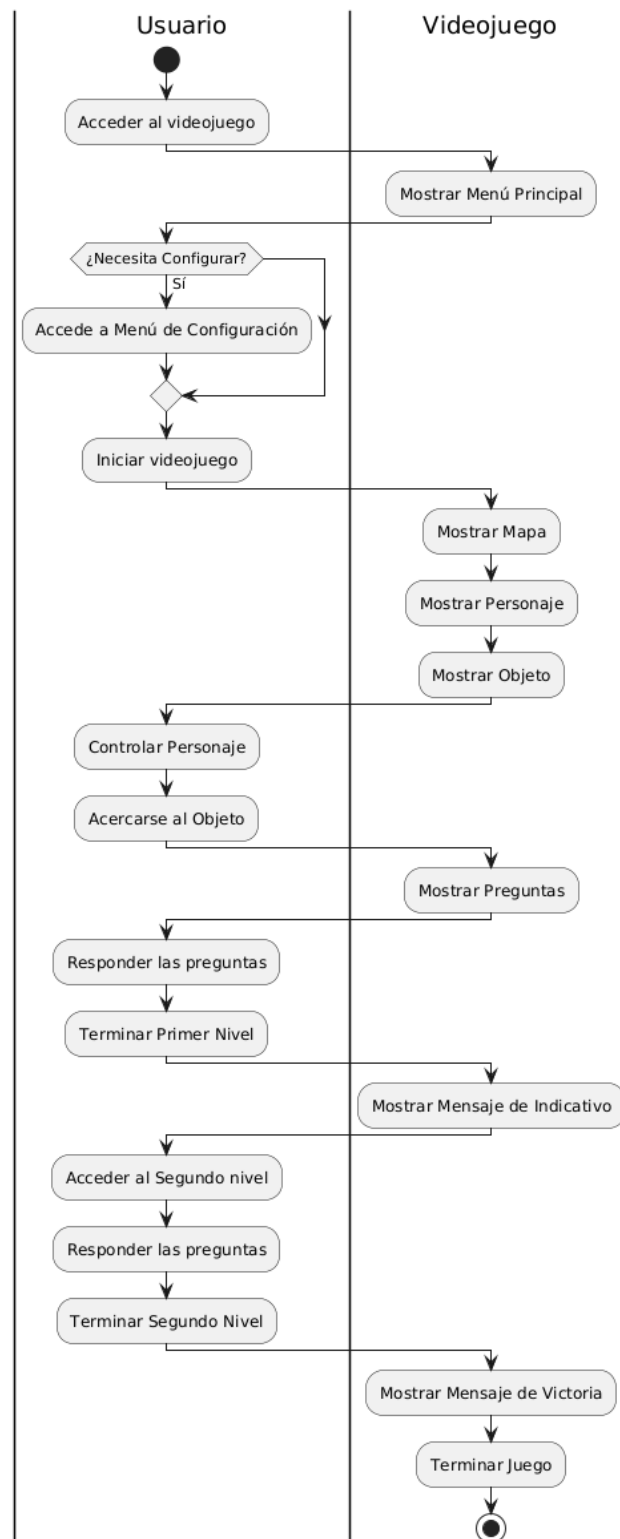 Usuario
Videojuego
Acceder al videojuego
Mostrar Menú Principal
¿Necesita Configurar?
Sí
Accede a Menú de Configuración
Iniciar videojuego
Mostrar Mapa
Mostrar Personaje
Mostrar Objeto
Controlar Personaje
Acercarse al Objeto
Mostrar Preguntas
Responder las preguntas
Terminar Primer Nivel
Mostrar Mensaje de Indicativo
Acceder al Segundo nivel
Responder las preguntas
Terminar Segundo Nivel
Mostrar Mensaje de Victoria
Terminar Juego